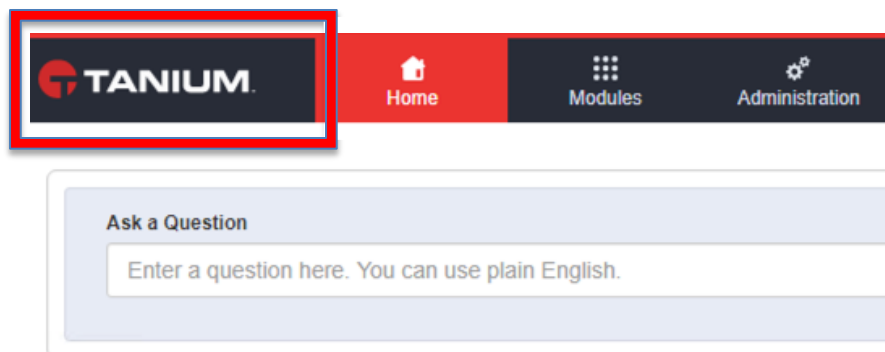 TANIUM.
Home
Modules
Administration
Ask a Question
Enter a question here. You can use plain English.